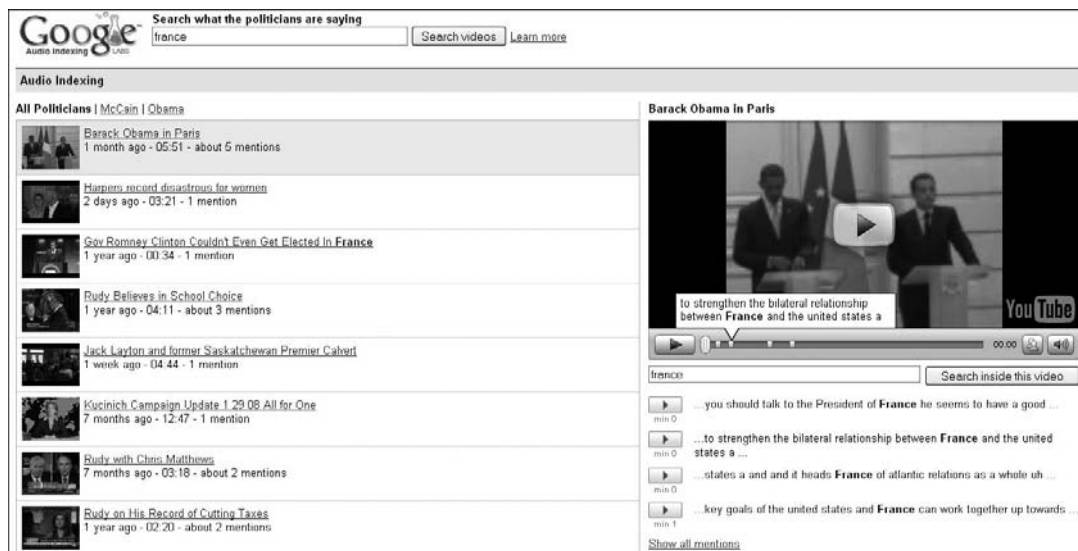 Search what the politicians are saying
Google
Audio Indexing LABS
france
Search videos
Learn more
Audio Indexing
All Politicians | McCain | Obama
Barack Obama in Paris
1 month ago - 05:51 - about 5 mentions
Harpers record disastrous for women
2 days ago - 03:21 - 1 mention
Gov Romney Clinton Couldn't Even Get Elected In France
1 year ago - 00:34 - 1 mention
Rudy Believes in School Choice
1 year ago - 04:11 - about 3 mentions
Jack Layton and former Saskatchewan Premier Calvert
1 week ago - 04:44 - 1 mention
Kucinich Campaign Update 1 29 08 All for One
7 months ago - 12:47 - 1 mention
Rudy with Chris Matthews
7 months ago - 03:18 - about 2 mentions
Rudy on His Record of Cutting Taxes
1 year ago - 02:20 - about 2 mentions
Barack Obama in Paris
to strengthen the bilateral relationship
between France and the united states a
YouTube
00:00
france
Search inside this video
...you should talk to the President of France he seems to have a good ...
min 0
...to strengthen the bilateral relationship between France and the united
states a ...
min 0
...states a and and it heads France of atlantic relations as a whole uh ...
min 0
...key goals of the united states and France can work together up towards ...
min 1
Show all mentions